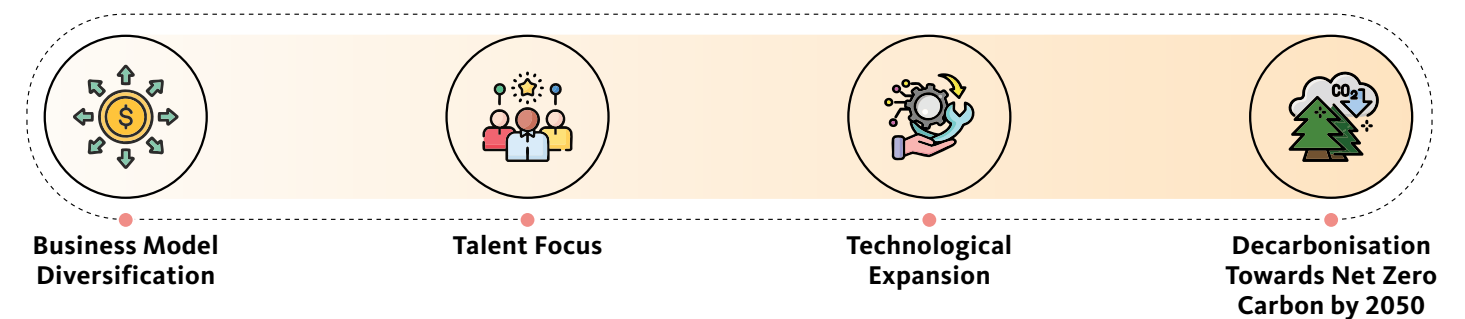 $
CO2
Business Model
Diversification
Talent Focus
Technological
Expansion
Decarbonisation
Towards Net Zero
Carbon by 2050